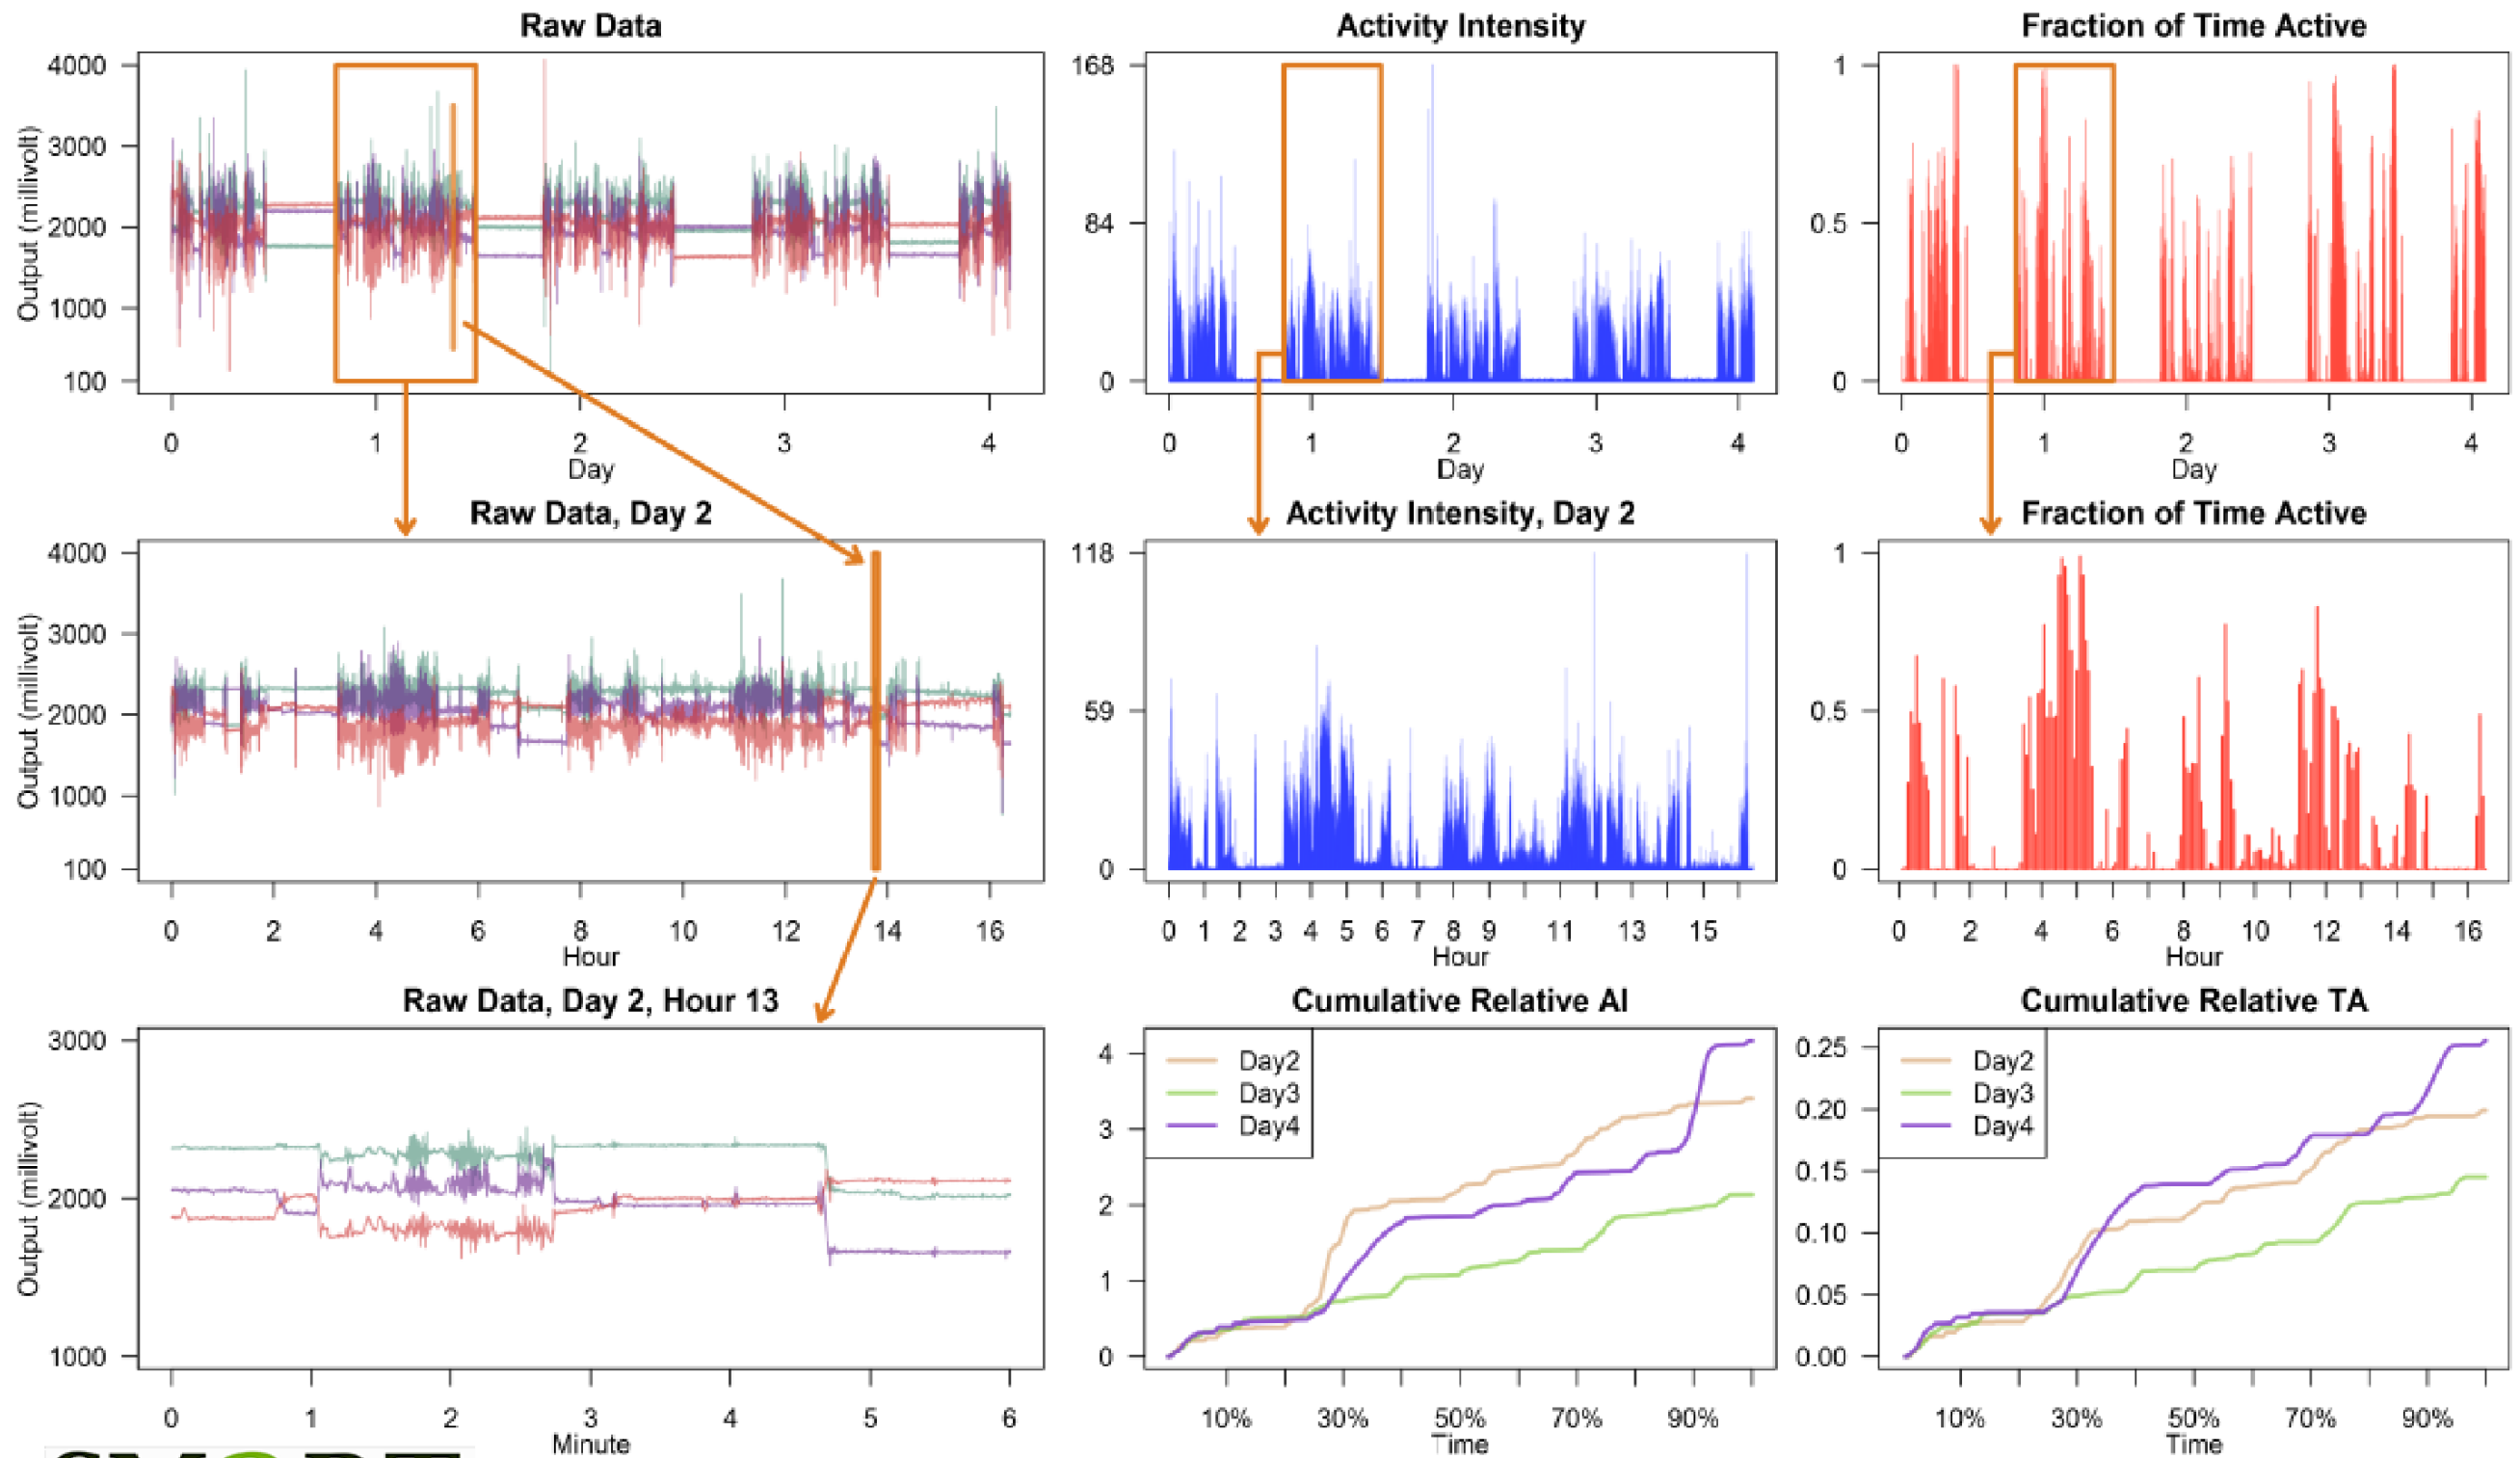 Raw Data
Output (millivolt)
4000
3000
2000
1000
100
0 1 2 3 4
Day
Activity Intensity
168
84
0
0 1 2 3 4
Day
Fraction of Time Active
1
0.5
0
0 1 2 3 4
Day
Raw Data, Day 2
Output (millivolt)
4000
3000
2000
1000
100
0 2 4 6 8 10 12 14 16
Hour
Activity Intensity, Day 2
118
59
0
0 1 2 3 4 5 6 7 8 9 11 13 15
Hour
Fraction of Time Active
1
0.5
0
0 2 4 6 8 10 12 14 16
Hour
Raw Data, Day 2, Hour 13
Output (millivolt)
3000
2000
1000
0 1 2 3 4 5 6
Minute
Cumulative Relative AI
Day2
Day3
Day4
4
3
2
1
0
10% 30% 50% 70% 90%
Time
Cumulative Relative TA
Day2
Day3
Day4
0.25
0.20
0.15
0.10
0.05
0.00
10% 30% 50% 70% 90%
Time